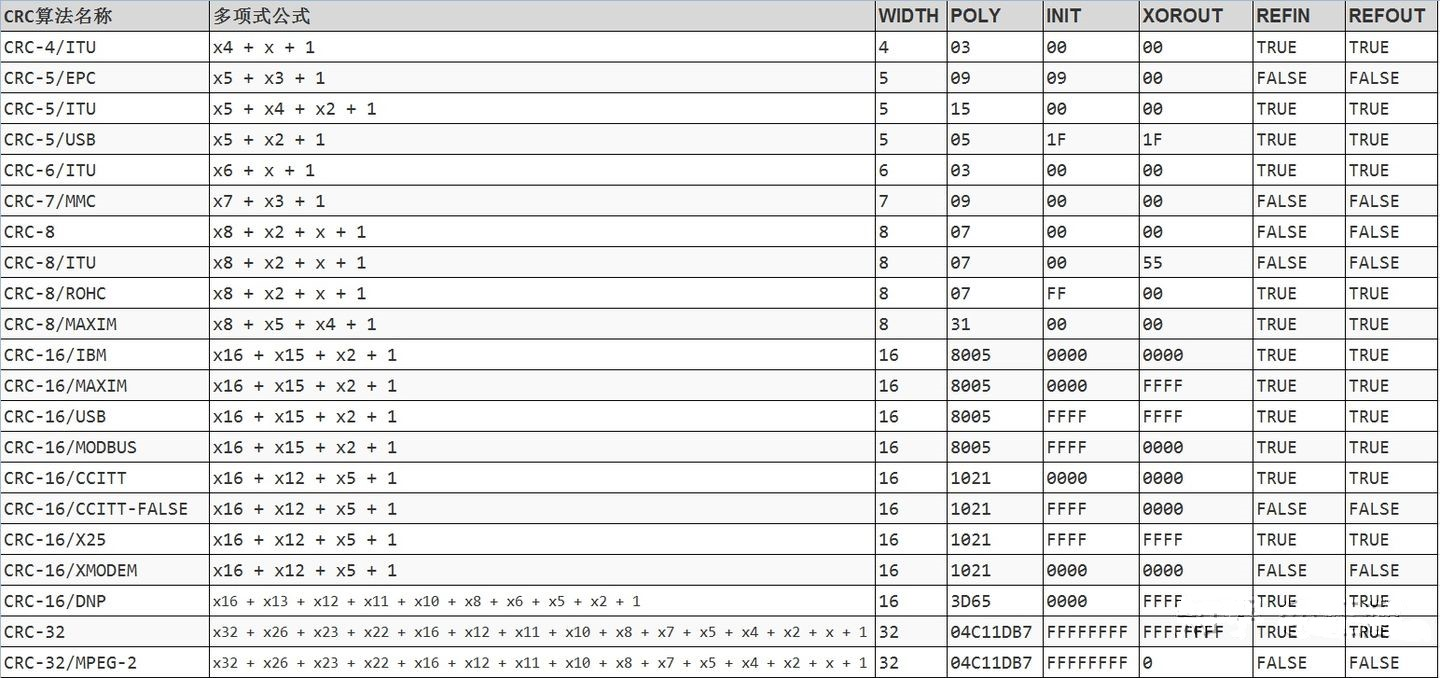 CRC算法名称 多项式公式 WIDTH POLY INIT XOROUT REFIN REFOUT
CRC-4/ITU x4 + x + 1 4 03 00 00 TRUE TRUE
CRC-5/EPC x5 + x3 + 1 5 09 09 00 FALSE FALSE
CRC-5/ITU x5 + x4 + x2 + 1 5 15 00 00 TRUE TRUE
CRC-5/USB x5 + x2 + 1 5 05 1F 1F TRUE TRUE
CRC-6/ITU x6 + x + 1 6 03 00 00 TRUE TRUE
CRC-7/MMC x7 + x3 + 1 7 09 00 00 FALSE FALSE
CRC-8 x8 + x2 + x + 1 8 07 00 00 FALSE FALSE
CRC-8/ITU x8 + x2 + x + 1 8 07 00 55 FALSE FALSE
CRC-8/ROHC x8 + x2 + x + 1 8 07 FF 00 TRUE TRUE
CRC-8/MAXIM x8 + x5 + x4 + 1 8 31 00 00 TRUE TRUE
CRC-16/IBM x16 + x15 + x2 + 1 16 8005 0000 0000 TRUE TRUE
CRC-16/MAXIM x16 + x15 + x2 + 1 16 8005 0000 FFFF TRUE TRUE
CRC-16/USB x16 + x15 + x2 + 1 16 8005 FFFF FFFF TRUE TRUE
CRC-16/MODBUS x16 + x15 + x2 + 1 16 8005 FFFF 0000 TRUE TRUE
CRC-16/CCITT x16 + x12 + x5 + 1 16 1021 0000 0000 TRUE TRUE
CRC-16/CCITT-FALSE x16 + x12 + x5 + 1 16 1021 FFFF 0000 FALSE FALSE
CRC-16/X25 x16 + x12 + x5 + 1 16 1021 FFFF FFFF TRUE TRUE
CRC-16/XMODEM x16 + x12 + x5 + 1 16 1021 0000 0000 FALSE FALSE
CRC-16/DNP x16 + x13 + x12 + x11 + x10 + x8 + x6 + x5 + x2 + 1 16 3D65 0000 FFFF TRUE TRUE
CRC-32 x32 + x26 + x23 + x22 + x16 + x12 + x11 + x10 + x8 + x7 + x5 + x4 + x2 + x + 1 32 04C11DB7 FFFFFFFF FFFFFFFF TRUE TRUE
CRC-32/MPEG-2 x32 + x26 + x23 + x22 + x16 + x12 + x11 + x10 + x8 + x7 + x5 + x4 + x2 + x + 1 32 04C11DB7 FFFFFFFF 0 FALSE FALSE